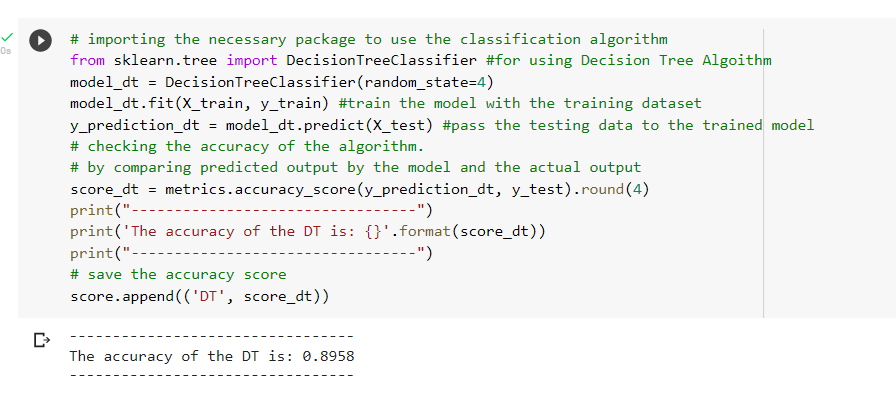 0s
# importing the necessary package to use the classification algorithm
from sklearn.tree import DecisionTreeClassifier #for using Decision Tree Algoithm
model_dt = DecisionTreeClassifier(random_state=4)
model_dt.fit(X_train, y_train) #train the model with the training dataset
y_prediction_dt = model_dt.predict(X_test) #pass the testing data to the trained model
# checking the accuracy of the algorithm.
# by comparing predicted output by the model and the actual output
score_dt = metrics.accuracy_score(y_prediction_dt, y_test).round(4)
print("---------------------------------")
print('The accuracy of the DT is: {}'.format(score_dt))
print("---------------------------------")
# save the accuracy score
score.append(('DT', score_dt))
---------------------------------
The accuracy of the DT is: 0.8958
---------------------------------